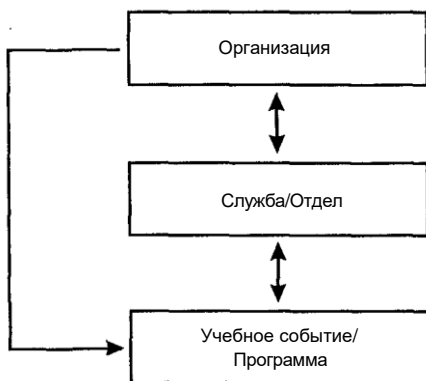 Организация
Служба/Отдел
Учебное событие/
Программа